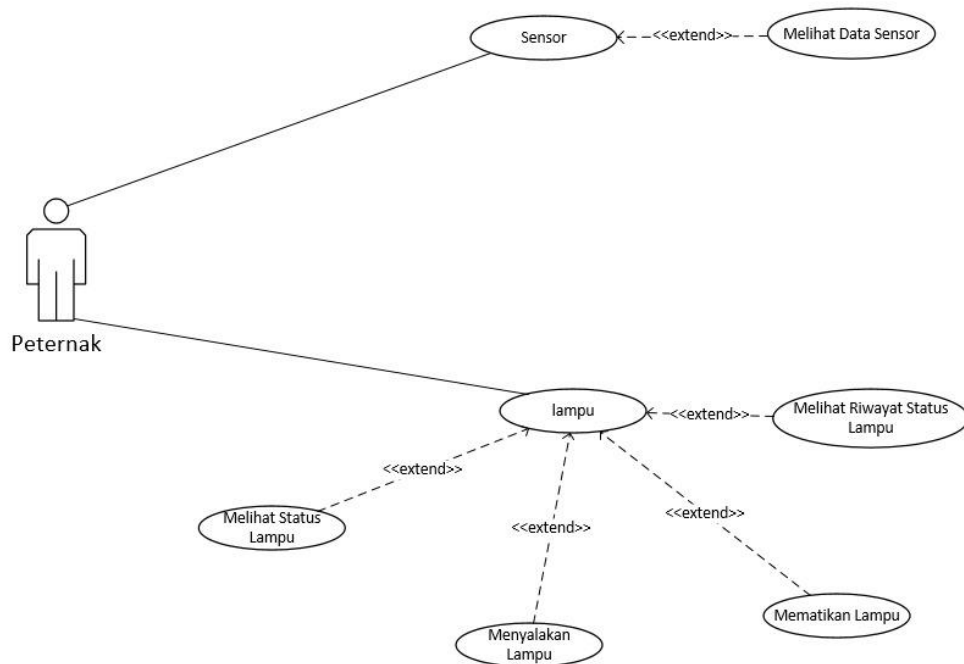 Sensor
<<extend>>
Melihat Data Sensor
Peternak
lampu
<<extend>>
Melihat Riwayat Status
Lampu
<<extend>>
Melihat Status
Lampu
<<extend>>
Menyalakan
Lampu
<<extend>>
Mematikan Lampu